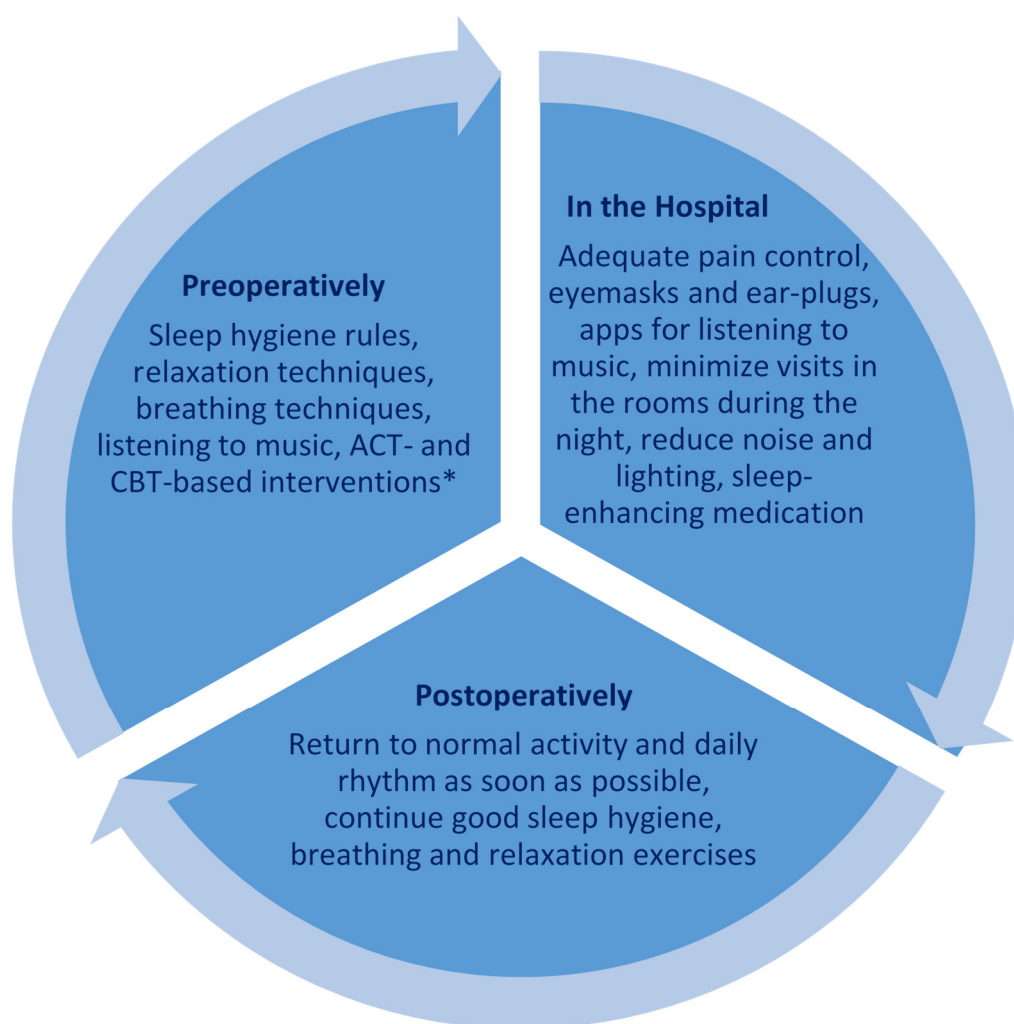 Preoperatively
Sleep hygiene rules,
relaxation techniques,
breathing techniques,
listening to music, ACT- and
CBT-based interventions*
In the Hospital
Adequate pain control,
eyemasks and ear-plugs,
apps for listening to
music, minimize visits in
the rooms during the
night, reduce noise and
lighting, sleep-
enhancing medication
Postoperatively
Return to normal activity and daily
rhythm as soon as possible,
continue good sleep hygiene,
breathing and relaxation exercises